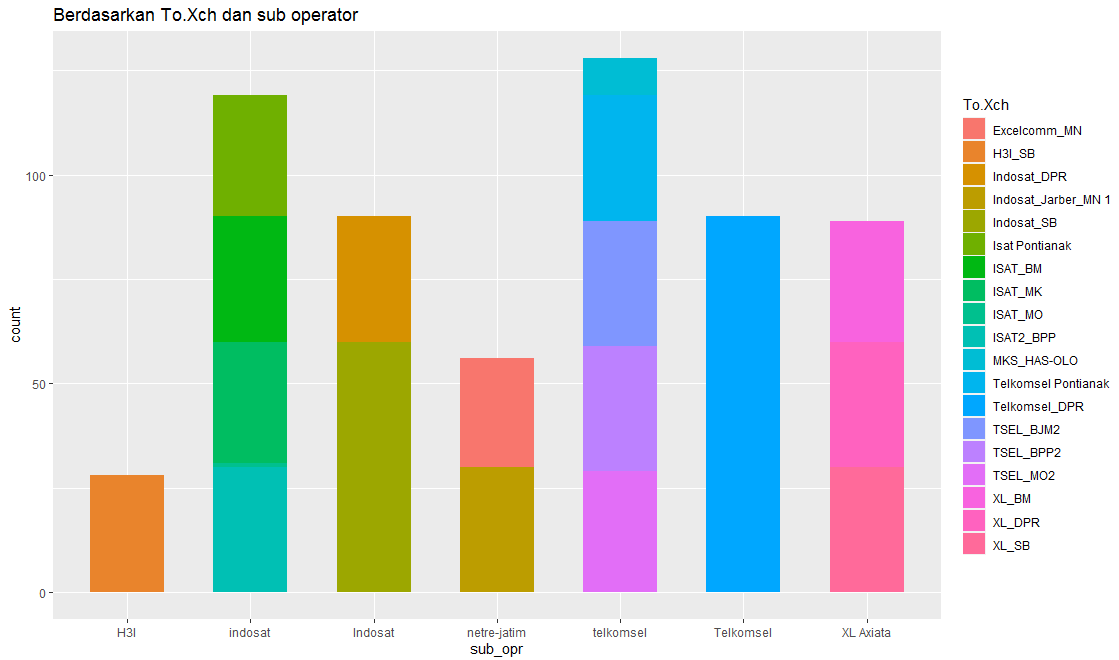 Berdasarkan To.Xch dan sub operator
count
100
50
0
H3I
indosat
Indosat
netre-jatim
telkomsel
Telkomsel
XL Axiata
sub_opr
To.Xch
Excelcomm_MN
H3I_SB
Indosat_DPR
Indosat_Jarber_MN 1
Indosat_SB
Isat Pontianak
ISAT_BM
ISAT_MK
ISAT_MO
ISAT2_BPP
MKS_HAS-OLO
Telkomsel Pontianak
Telkomsel_DPR
TSEL_BJM2
TSEL_BPP2
TSEL_MO2
XL_BM
XL_DPR
XL_SB